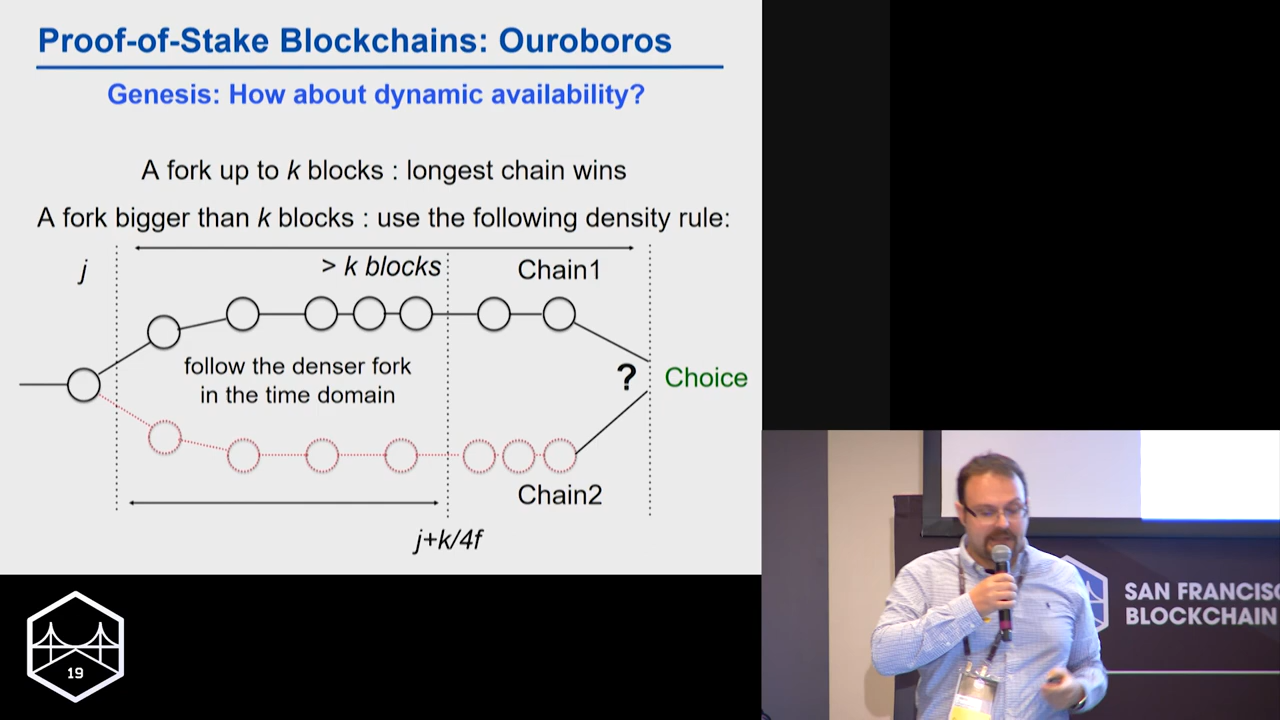 Proof-of-Stake Blockchains: Ouroboros
Genesis: How about dynamic availability?
A fork up to k blocks : longest chain wins
A fork bigger than k blocks : use the following density rule:
j
> k blocks
Chain1
follow the denser fork
in the time domain
?
Choice
Chain2
j+k/4f
19
SAN FRANCISC
BLOCKCHAIN